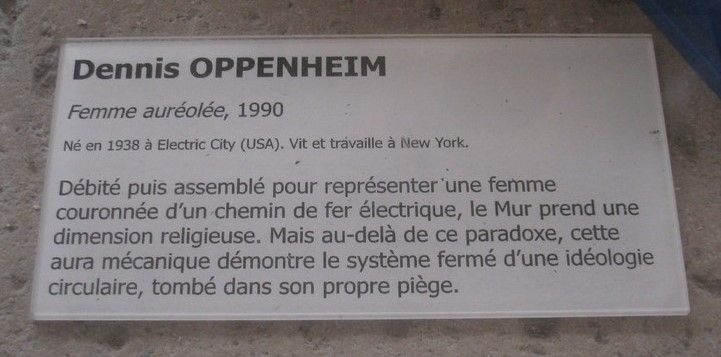 Dennis OPPENHEIM
Femme auréolée, 1990
Né en 1938 à Electric City (USA). Vit et travaille à New York.
Débité puis assemblé pour représenter une femme
couronnée d'un chemin de fer électrique, le Mur prend une
dimension religieuse. Mais au-delà de ce paradoxe, cette
aura mécanique démontre le système fermé d'une idéologie
circulaire, tombé dans son propre piège.